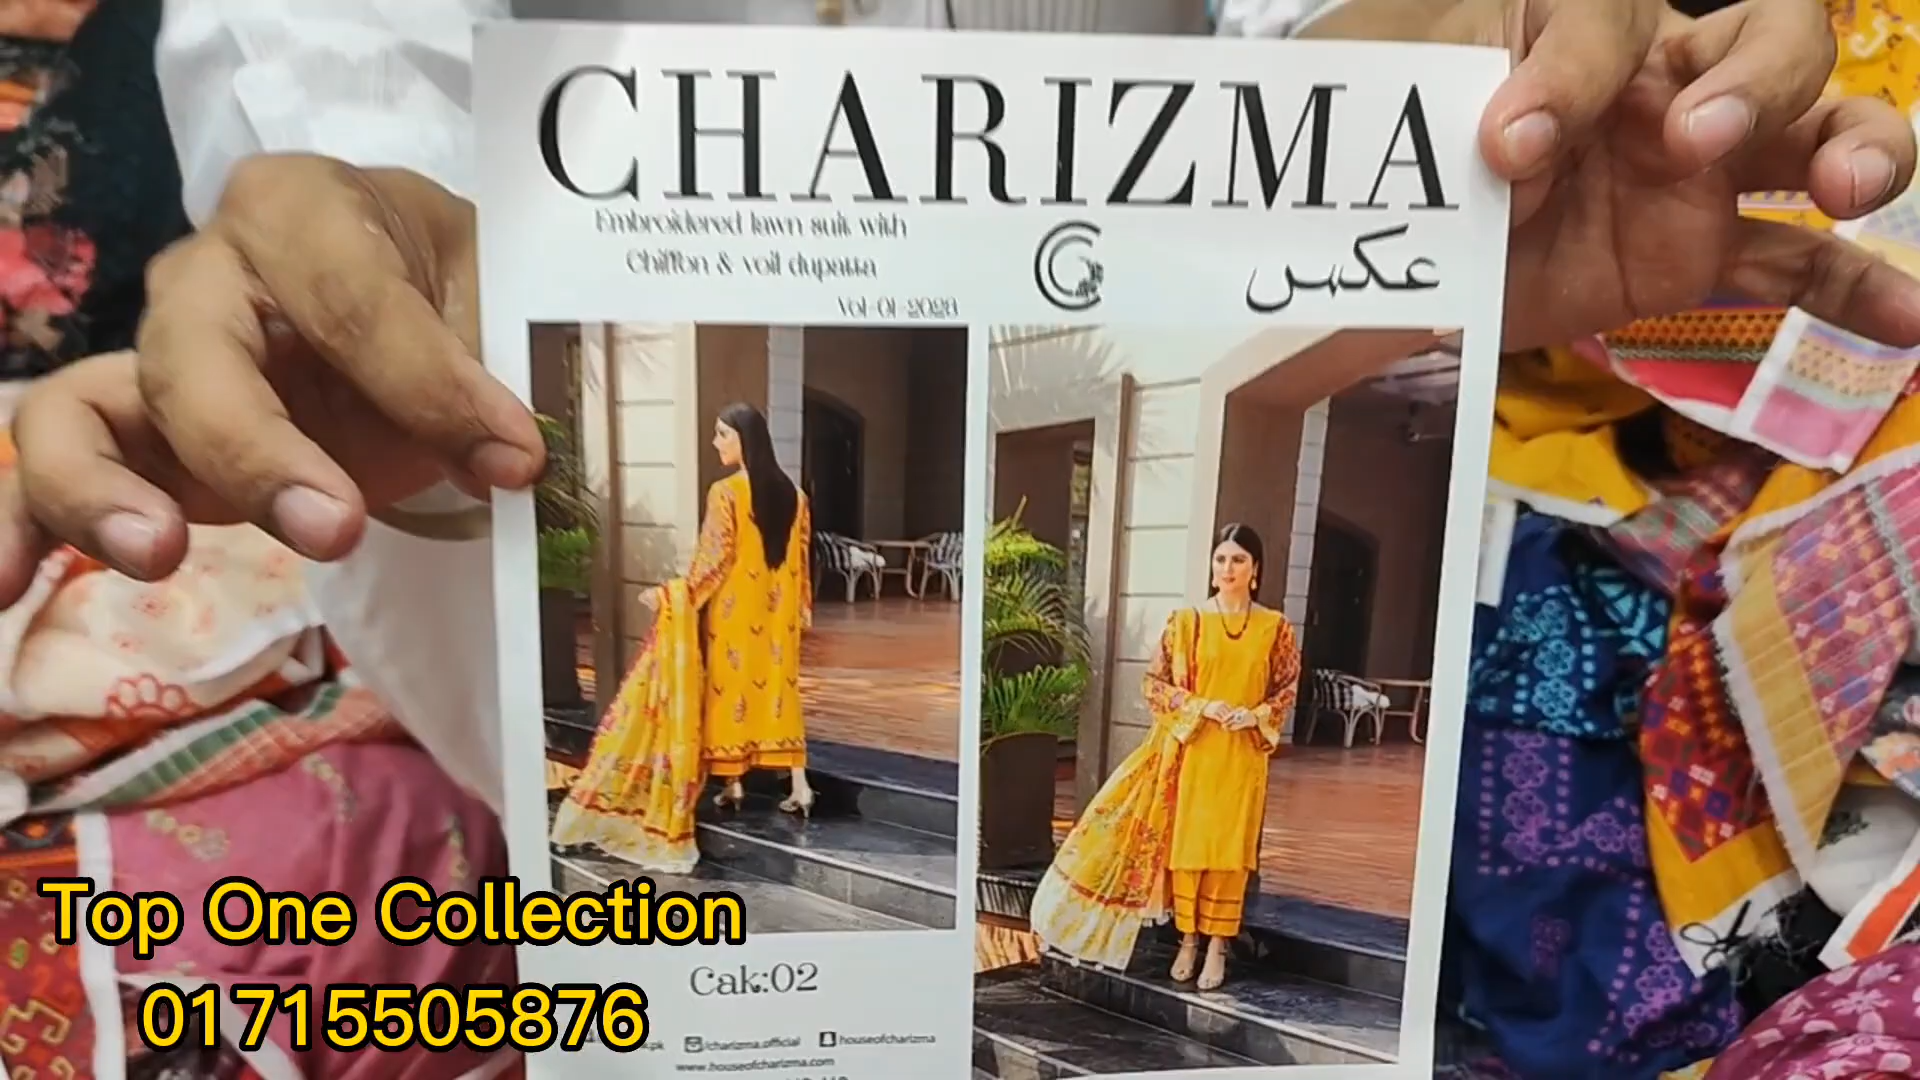 CHARIZMA
Embroidered lawn suit with
Chiffon & voil dupatta
Vol-01-2023
عکس
Cak:02
/charizma.official
houseofcharizma
www.houseofcharizma.com
Top One Collection
01715505876